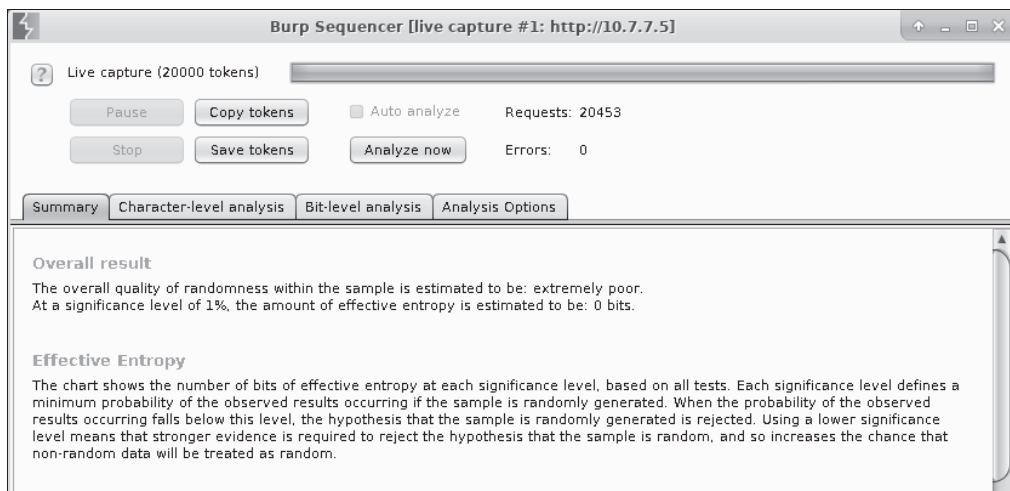 Burp Sequencer [live capture #1: http://10.7.7.5]
? Live capture (20000 tokens)
Pause Copy tokens Auto analyze Requests: 20453
Stop Save tokens Analyze now Errors: 0
Summary Character-level analysis Bit-level analysis Analysis Options
Overall result
The overall quality of randomness within the sample is estimated to be: extremely poor.
At a significance level of 1%, the amount of effective entropy is estimated to be: 0 bits.
Effective Entropy
The chart shows the number of bits of effective entropy at each significance level, based on all tests. Each significance level defines a
minimum probability of the observed results occurring if the sample is randomly generated. When the probability of the observed
results occurring falls below this level, the hypothesis that the sample is randomly generated is rejected. Using a lower significance
level means that stronger evidence is required to reject the hypothesis that the sample is random, and so increases the chance that
non-random data will be treated as random.